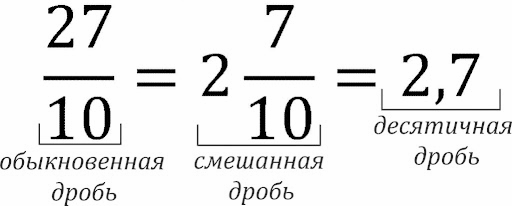 27/10 = 2 7/10 = 2,7
обыкновенная дробь
смешанная дробь
десятичная дробь